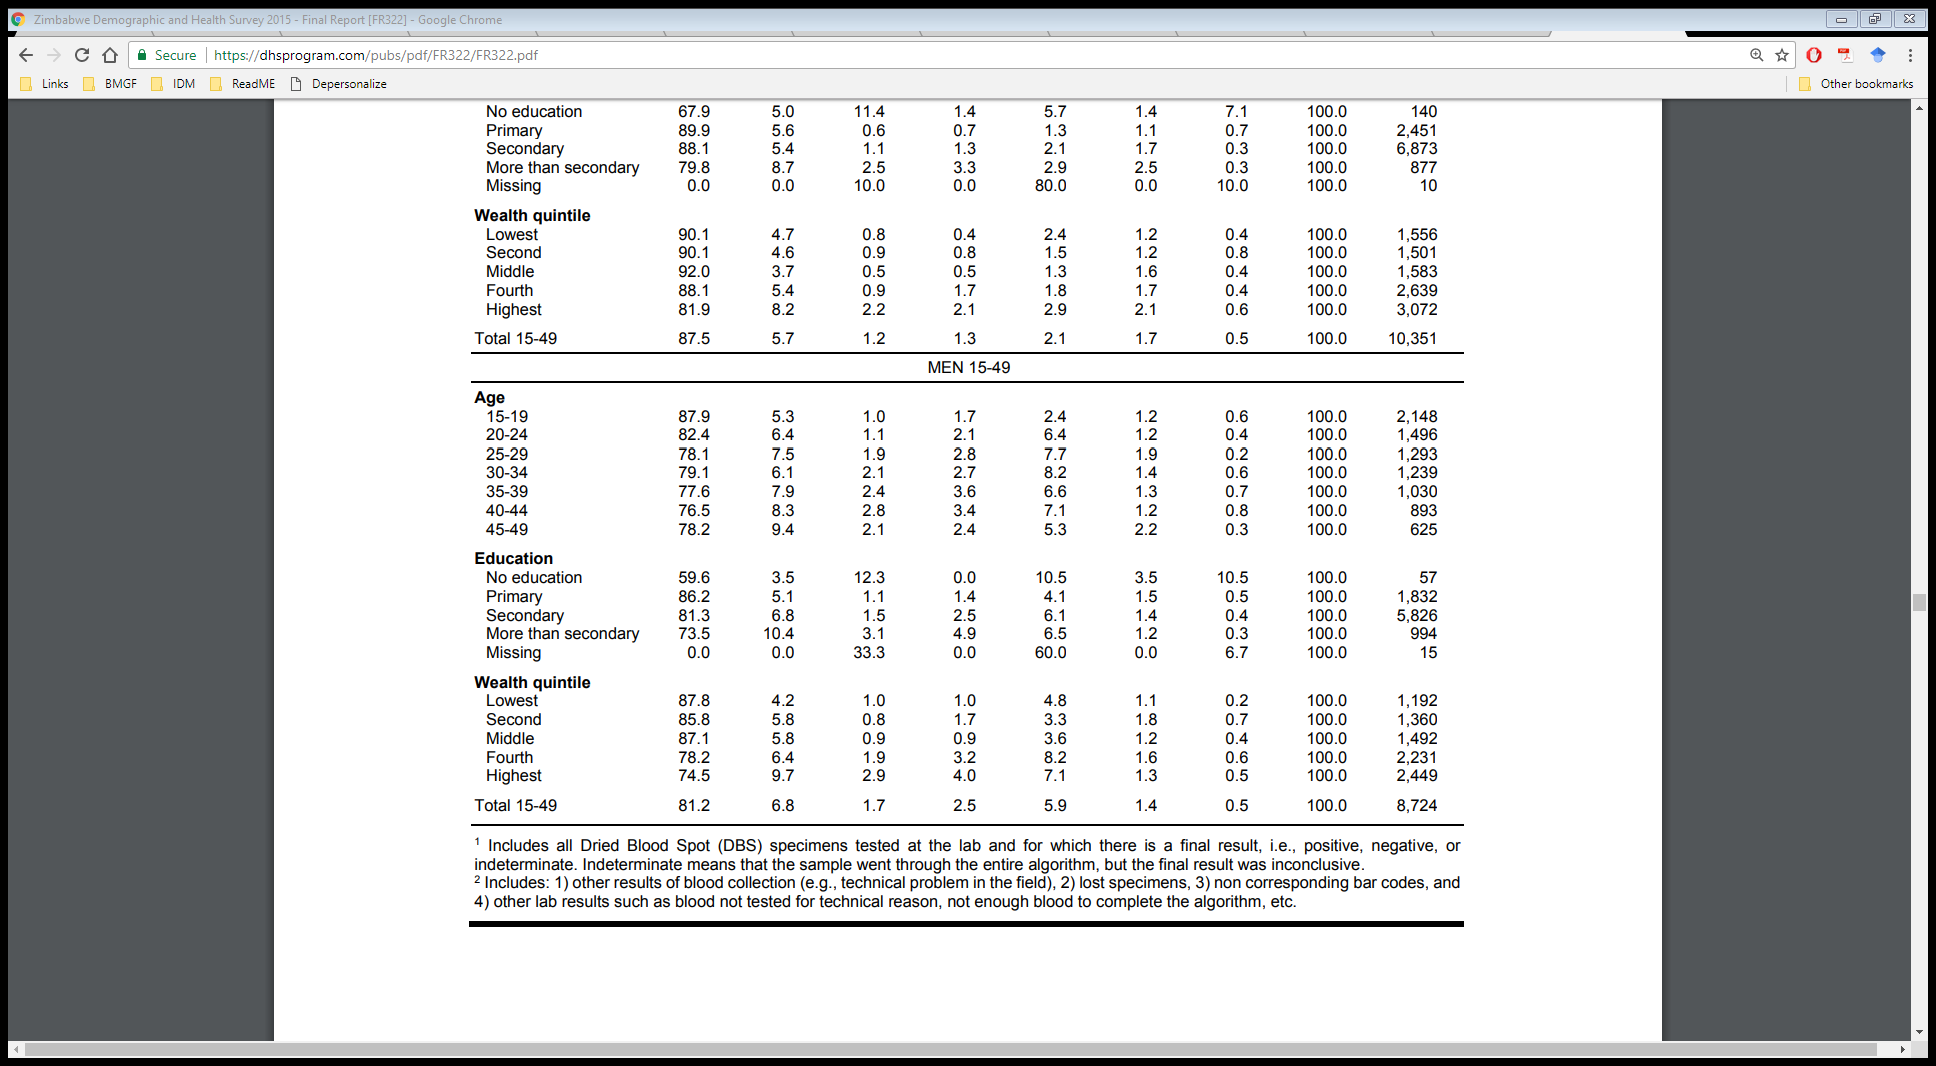 Zimbabwe Demographic and Health Survey 2015 - Final Report [FR322] - Google Chrome
Secure https://dhsprogram.com/pubs/pdf/FR322/FR322.pdf
Links BMGF IDM ReadME Depersonalize Other bookmarks
No education 67.9 5.0 11.4 1.4 5.7 1.4 7.1 100.0 140
Primary 89.9 5.6 0.6 0.7 1.3 1.1 0.7 100.0 2,451
Secondary 88.1 5.4 1.1 1.3 2.1 1.7 0.3 100.0 6,873
More than secondary 79.8 8.7 2.5 3.3 2.9 2.5 0.3 100.0 877
Missing 0.0 0.0 10.0 0.0 80.0 0.0 10.0 100.0 10
Wealth quintile
Lowest 90.1 4.7 0.8 0.4 2.4 1.2 0.4 100.0 1,556
Second 90.1 4.6 0.9 0.8 1.5 1.2 0.8 100.0 1,501
Middle 92.0 3.7 0.5 0.5 1.3 1.6 0.4 100.0 1,583
Fourth 88.1 5.4 0.9 1.7 1.8 1.7 0.4 100.0 2,639
Highest 81.9 8.2 2.2 2.1 2.9 2.1 0.6 100.0 3,072
Total 15-49 87.5 5.7 1.2 1.3 2.1 1.7 0.5 100.0 10,351
MEN 15-49
Age
15-19 87.9 5.3 1.0 1.7 2.4 1.2 0.6 100.0 2,148
20-24 82.4 6.4 1.1 2.1 6.4 1.2 0.4 100.0 1,496
25-29 78.1 7.5 1.9 2.8 7.7 1.9 0.2 100.0 1,293
30-34 79.1 6.1 2.1 2.7 8.2 1.4 0.6 100.0 1,239
35-39 77.6 7.9 2.4 3.6 6.6 1.3 0.7 100.0 1,030
40-44 76.5 8.3 2.8 3.4 7.1 1.2 0.8 100.0 893
45-49 78.2 9.4 2.1 2.4 5.3 2.2 0.3 100.0 625
Education
No education 59.6 3.5 12.3 0.0 10.5 3.5 10.5 100.0 57
Primary 86.2 5.1 1.1 1.4 4.1 1.5 0.5 100.0 1,832
Secondary 81.3 6.8 1.5 2.5 6.1 1.4 0.4 100.0 5,826
More than secondary 73.5 10.4 3.1 4.9 6.5 1.2 0.3 100.0 994
Missing 0.0 0.0 33.3 0.0 60.0 0.0 6.7 100.0 15
Wealth quintile
Lowest 87.8 4.2 1.0 1.0 4.8 1.1 0.2 100.0 1,192
Second 85.8 5.8 0.8 1.7 3.3 1.8 0.7 100.0 1,360
Middle 87.1 5.8 0.9 0.9 3.6 1.2 0.4 100.0 1,492
Fourth 78.2 6.4 1.9 3.2 8.2 1.6 0.6 100.0 2,231
Highest 74.5 9.7 2.9 4.0 7.1 1.3 0.5 100.0 2,449
Total 15-49 81.2 6.8 1.7 2.5 5.9 1.4 0.5 100.0 8,724
1 Includes all Dried Blood Spot (DBS) specimens tested at the lab and for which there is a final result, i.e., positive, negative, or
indeterminate. Indeterminate means that the sample went through the entire algorithm, but the final result was inconclusive.
2 Includes: 1) other results of blood collection (e.g., technical problem in the field), 2) lost specimens, 3) non corresponding bar codes, and
4) other lab results such as blood not tested for technical reason, not enough blood to complete the algorithm, etc.